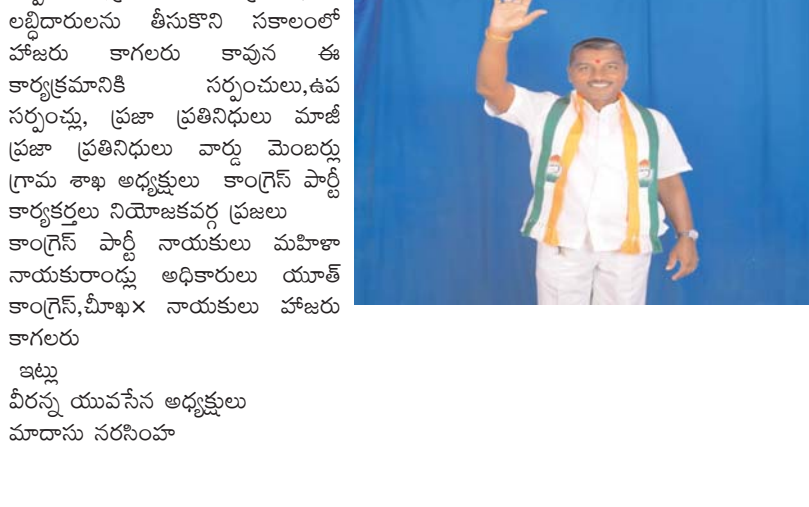 లబ్ధిదారులను తీసుకొని సకాలంలో
హాజరు కాగలరు కావున ఈ
కార్యక్రమానికి సర్పంచులు,ఉప
సర్పంచ్లు, ప్రజా ప్రతినిధులు మాజీ
ప్రజా ప్రతినిధులు వార్డు మెంబర్లు
గ్రామ శాఖ అధ్యక్షులు కాంగ్రెస్ పార్టీ
కార్యకర్తలు నియోజకవర్గ ప్రజలు
కాంగ్రెస్ పార్టీ నాయకులు మహిళా
నాయకురాండ్లు అధికారులు యూత్
కాంగ్రెస్,చీూఖ× నాయకులు హాజరు
కాగలరు
ఇట్లు
వీరన్న యువసేన అధ్యక్షులు
మాదాసు నరసింహ